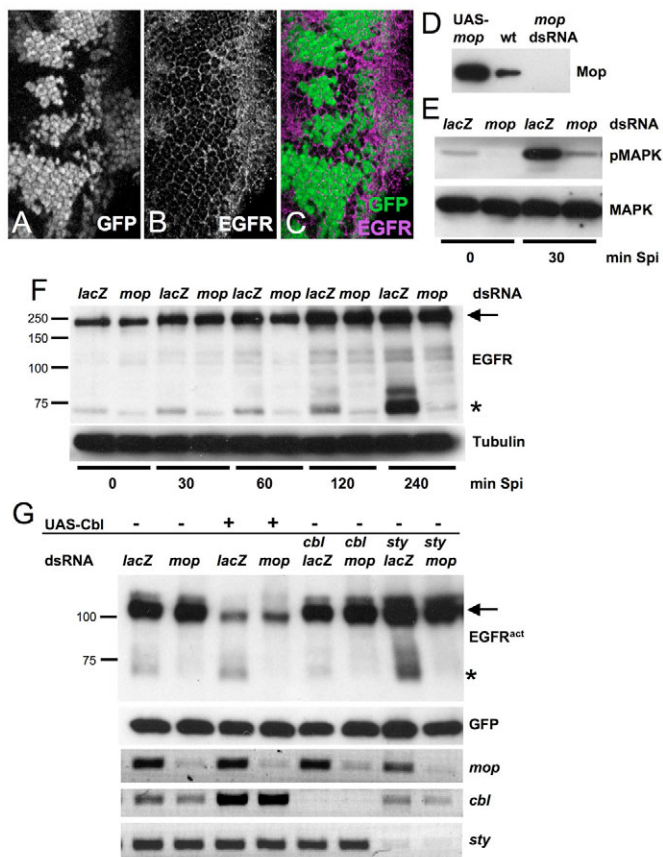 A
GFP
B
EGFR
C
GFP
EGFR
D
UAS-
mop
wt
mop
dsRNA
Mop
E
lacZ mop lacZ mop dsRNA
pMAPK
MAPK
0 30 min Spi
F
lacZ mop lacZ mop lacZ mop lacZ mop lacZ mop dsRNA
250
150
100
75
EGFR
*
Tubulin
0 30 60 120 240 min Spi
G
UAS-Cbl - - + + - - - -
cbl cbl sty sty
dsRNA lacZ mop lacZ mop lacZ mop lacZ mop
100
75
EGFRact
*
GFP
mop
cbl
sty